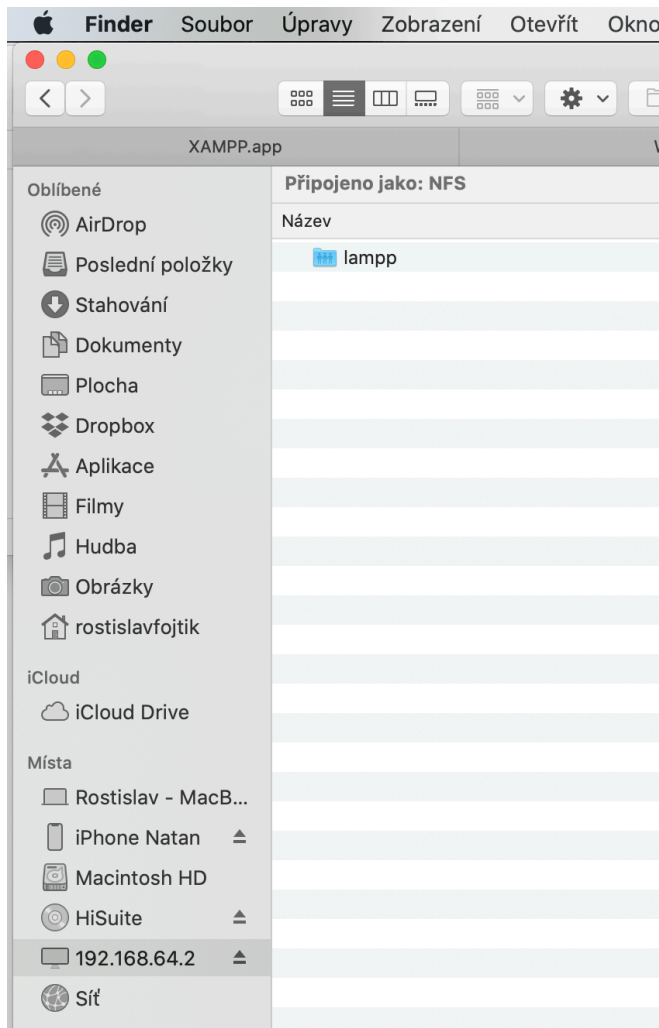 Finder Soubor Úpravy Zobrazení Otevřít Okno
XAMPP.app
Oblíbené
AirDrop
Poslední položky
Stahování
Dokumenty
Plocha
Dropbox
Aplikace
Filmy
Hudba
Obrázky
rostislavfojtik
iCloud
iCloud Drive
Místa
Rostislav - MacB...
iPhone Natan
Macintosh HD
HiSuite
192.168.64.2
Síť
Připojeno jako: NFS
Název
lampp